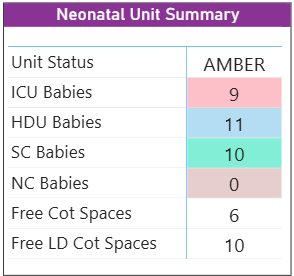 Neonatal Unit Summary
Unit Status AMBER
ICU Babies 9
HDU Babies 11
SC Babies 10
NC Babies 0
Free Cot Spaces 6
Free LD Cot Spaces 10